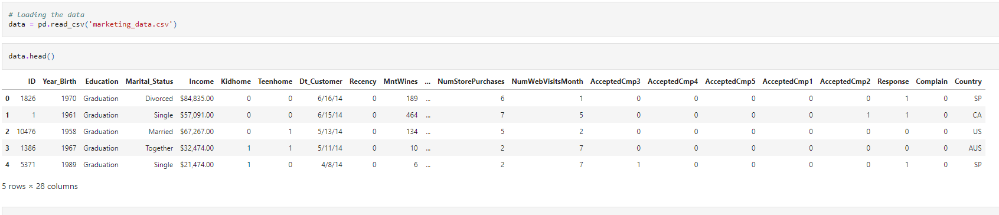 # Loading the data
data = pd.read_csv('marketing_data.csv')
data.head()
ID Year_Birth Education Marital_Status Income Kidhome Teenhome Dt_Customer Recency MntWines ... NumStorePurchases NumWebVisitsMonth AcceptedCmp3 AcceptedCmp4 AcceptedCmp5 AcceptedCmp1 AcceptedCmp2 Response Complain Country
0 1826 1970 Graduation Divorced $84,835.00 0 0 6/16/14 0 189 ... 6 1 0 0 0 0 0 1 0 SP
1 1 1961 Graduation Single $57,091.00 0 0 6/15/14 0 464 ... 7 5 0 0 0 0 1 1 0 CA
2 10476 1958 Graduation Married $67,267.00 0 1 5/13/14 0 134 ... 5 2 0 0 0 0 0 0 0 US
3 1386 1967 Graduation Together $32,474.00 1 1 5/11/14 0 10 ... 2 7 0 0 0 0 0 0 0 AUS
4 5371 1989 Graduation Single $21,474.00 1 0 4/8/14 0 6 ... 2 7 1 0 0 0 0 1 0 SP
5 rows × 28 columns